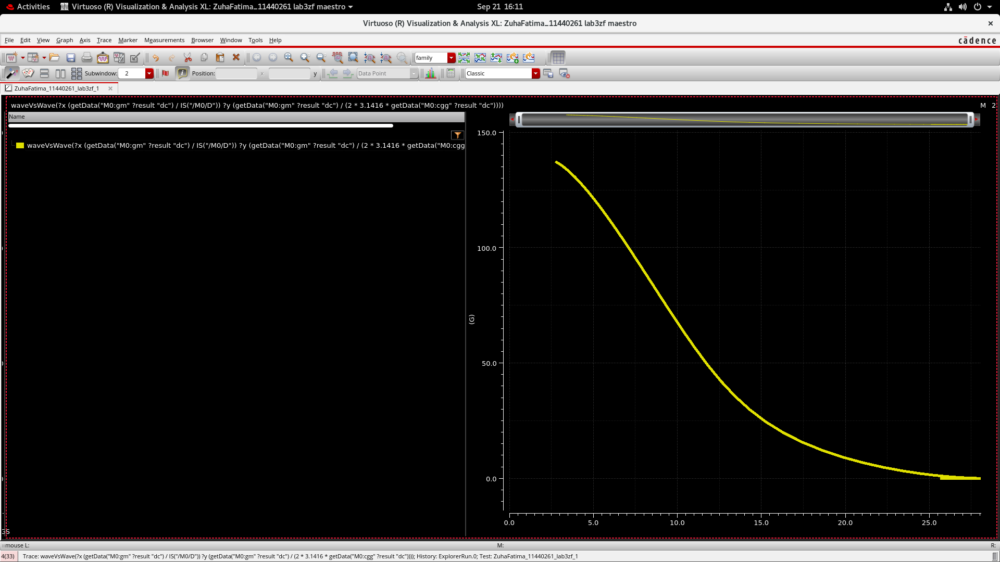 Activities
Virtuoso (R) Visualization & Analysis XL: ZuhaFatima_11440261 lab3zf maestro
Sep 21 16:11
Virtuoso (R) Visualization & Analysis XL: ZuhaFatima_11440261 lab3zf maestro
File Edit View Graph Axis Trace Marker Measurements Browser Window Tools Help
cādence
family
Subwindow: 2 Position: x y Data Point Classic
ZuhaFatima_11440261_lab3zf_1
waveVsWave(?x (getData("M0:gm" ?result "dc") / IS("/M0/D")) ?y (getData("M0:gm" ?result "dc") / (2 * 3.1416 * getData("M0:cgg" ?result "dc"))))
M 2
Name
waveVsWave(?x (getData("M0:gm" ?result "dc") / IS("/M0/D")) ?y (getData("M0:gm" ?result "dc") / (2 * 3.1416 * getData("M0:cgg
150.0
100.0
(G)
50.0
0.0
0.0 5.0 10.0 15.0 20.0 25.0
GS
mouse L: M: R:
4(33) Trace: waveVsWave(?x (getData("M0:gm" ?result "dc") / IS("/M0/D")) ?y (getData("M0:gm" ?result "dc") / (2 * 3.1416 * getData("M0:cgg" ?result "dc")))); History: ExplorerRun.0; Test: ZuhaFatima_11440261_lab3zf_1